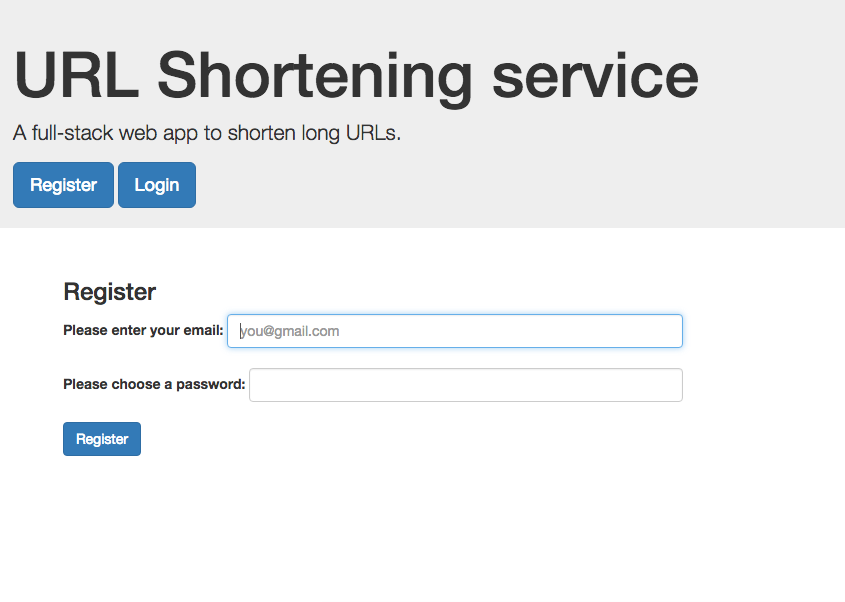 URL Shortening service
A full-stack web app to shorten long URLs.
Register Login
Register
Please enter your email: you@gmail.com
Please choose a password:
Register